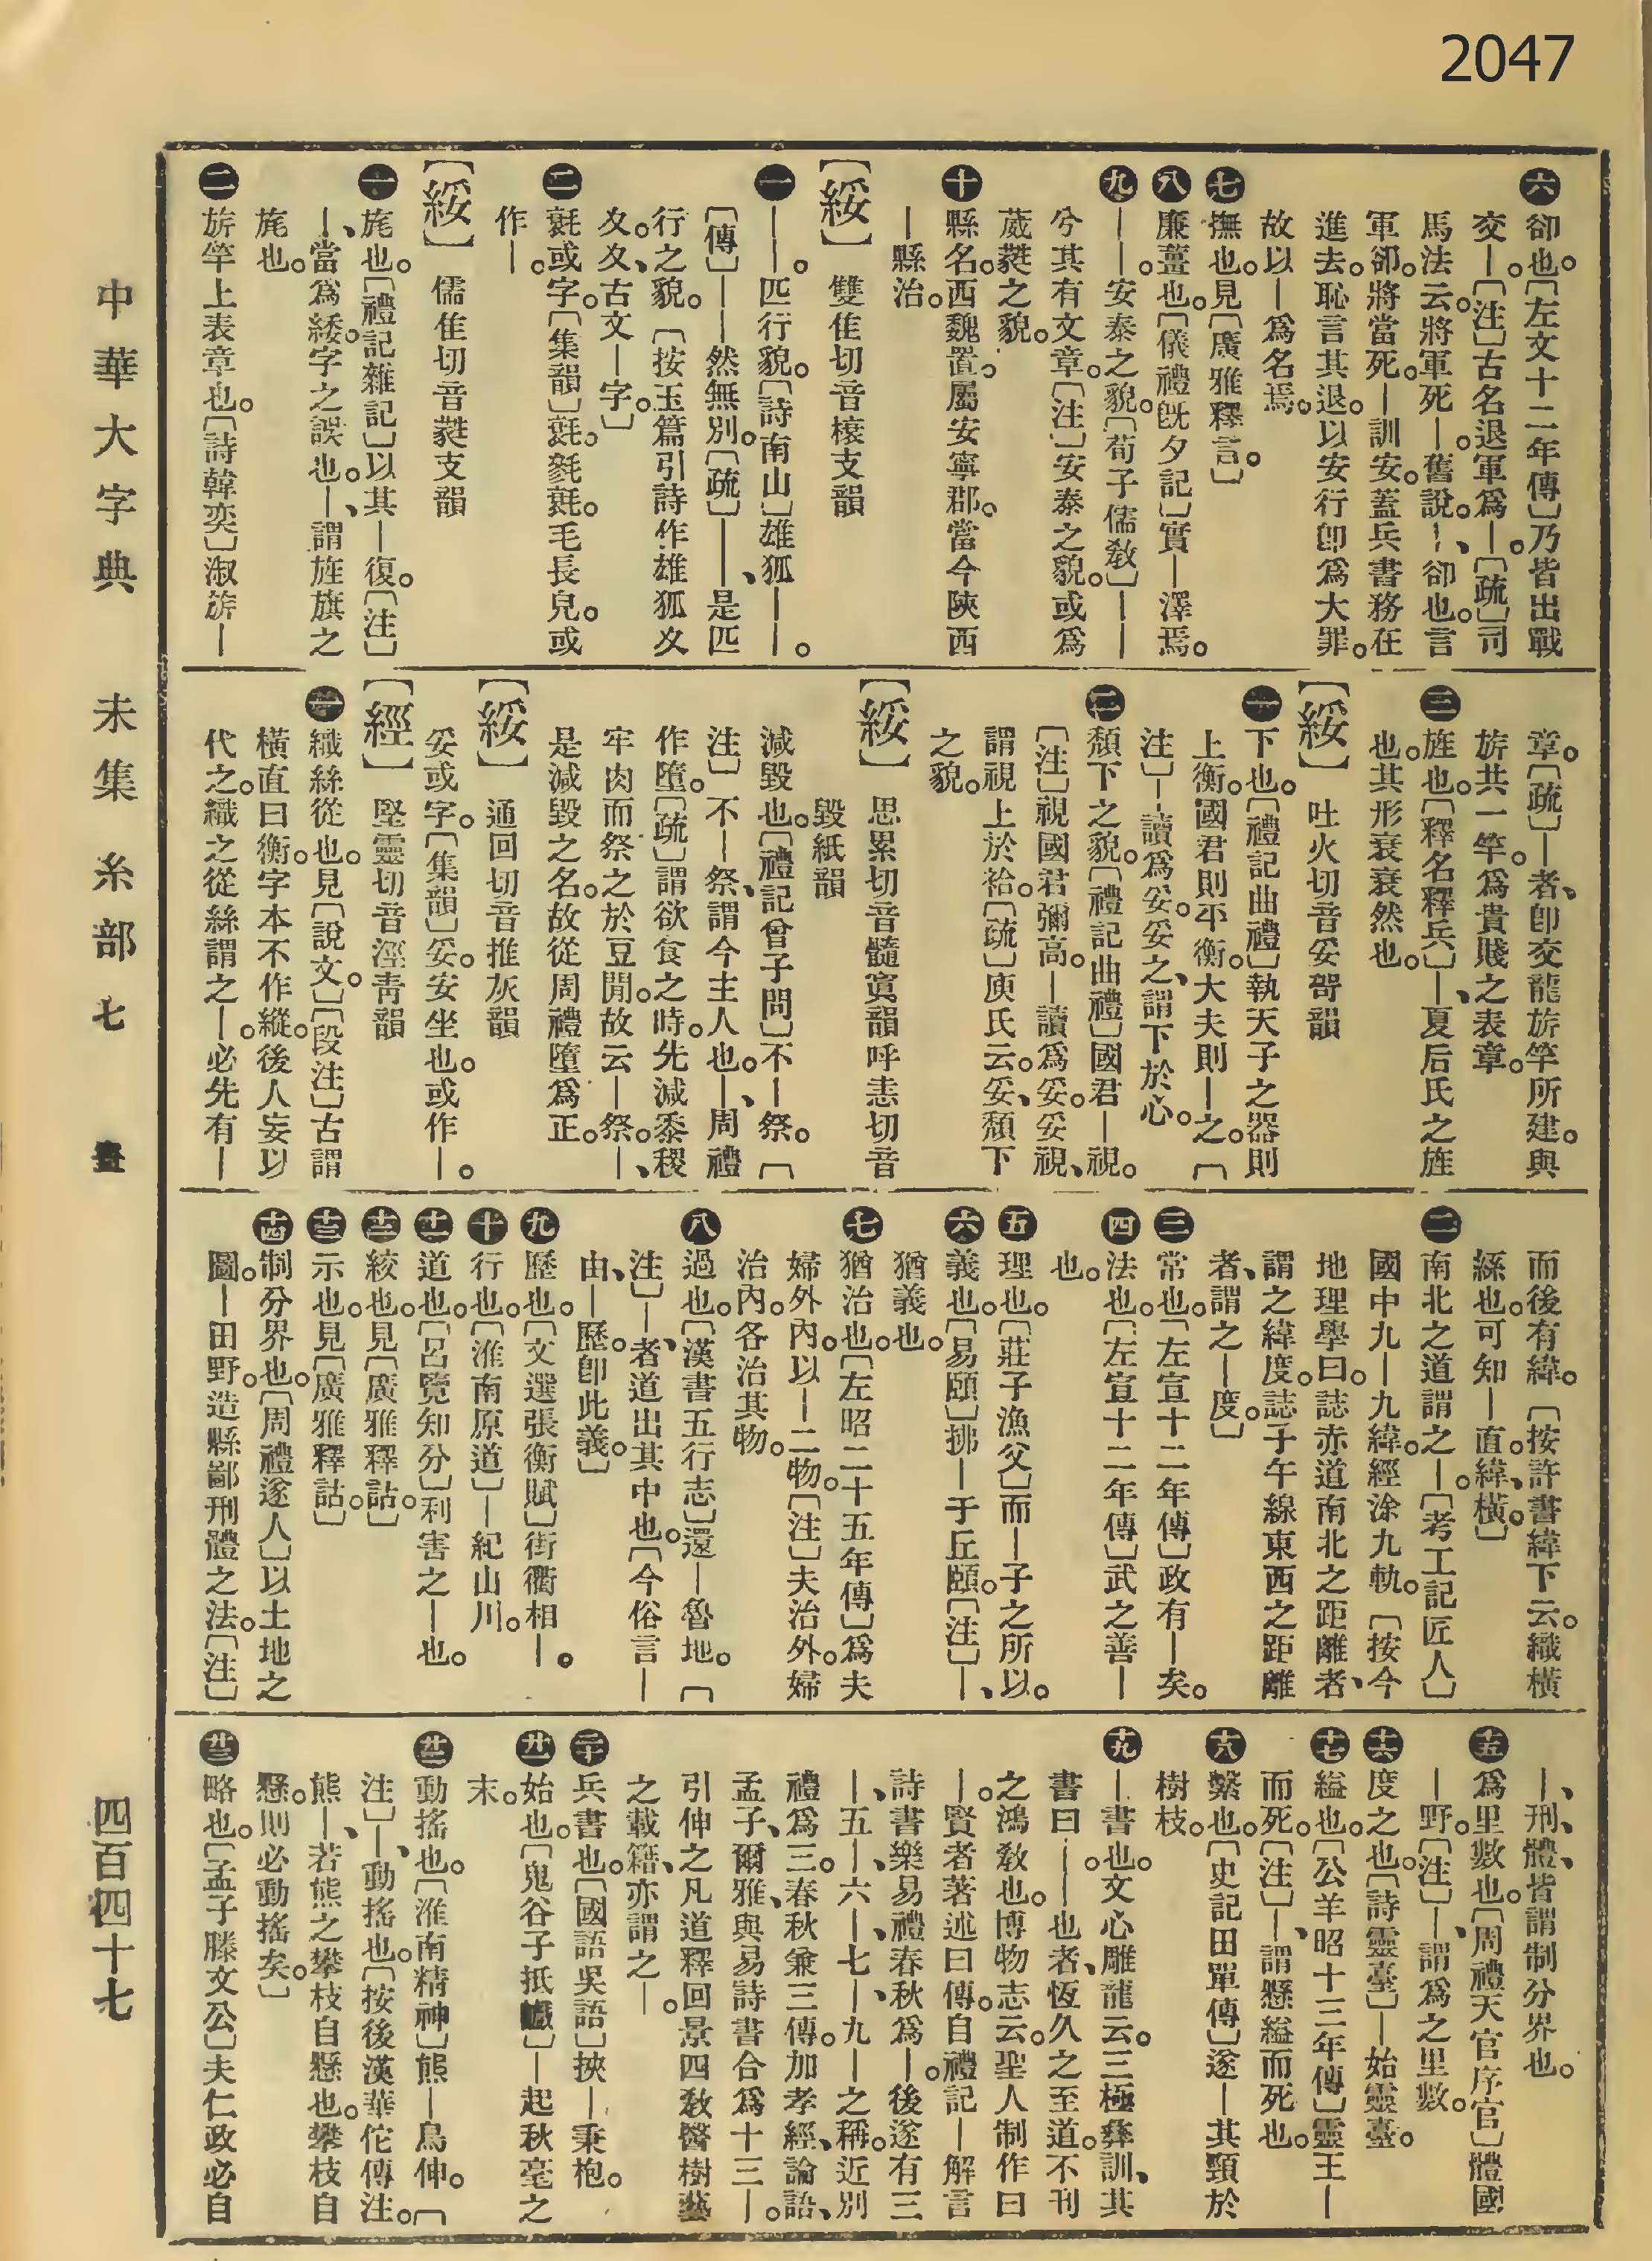 2047
六 卻也。〔左文十二年傳〕乃皆出戰
交—。〔注〕古名退軍爲—。〔疏〕司
馬法云。將軍死—。舊說—、卻也。言
軍卻。將當死。—訓安。蓋兵書務在
進去。恥言其退。以安行卽爲大罪。
故以—爲名焉。
七 撫也。見〔廣雅釋言。〕
八 廉薑也。〔儀禮旣夕記〕實—澤焉。
九 ——。安泰之貌。〔荀子儒敎〕——
兮其有文章。〔注〕安泰之貌。或爲
葳蕤之貌。
十 縣名。西魏置。屬安寧郡。當今陝西
—縣治。
〔綏〕 雙隹切音榱支韻
一 ——。匹行貌。〔詩南山〕雄狐——。
〔傳〕——然無別。〔疏〕——、是匹
行之貌。〔按玉篇引詩作雄狐夊
夊。夊、古文—字。〕
二 毿或字。〔集韻〕毿。毵毿。毛長皃。或
作—。
〔綏〕 儒隹切音蕤支韻
一 旄也。〔禮記雜記〕以其—復。〔注〕
—、當爲緌。字之誤也。—、謂旌旗之
旄也。
二 旂竿上表章也。〔詩韓奕〕淑旂—
章。〔疏〕—者、卽交龍旂竿所建。與
旂共一竿。爲貴賤之表章。
三 旌也。〔釋名釋兵〕—、夏后氏之旌
也。其形衰衰然也。
〔綏〕 吐火切音妥哿韻
一 下也。〔禮記曲禮〕執天子之器則
上衡。國君則平衡。大夫則—之。〔
注〕—讀爲妥。妥之、謂下於心。
二 頹下之貌。〔禮記曲禮〕國君—視。
〔注〕視國君彌高。—讀爲妥。妥視、
謂視上於袷。〔疏〕庾氏云。妥、頹下
之貌。
〔綏〕 思累切音髓寘韻呼恚切音
毀紙韻
減毀也。〔禮記曾子問〕不—祭。〔
注〕不—祭、謂今主人也。—、周禮
作墮。〔疏〕謂欲食之時。先減黍稷
牢肉而祭之於豆閒。故云—祭。—、
是減毀之名。故從周禮墮爲正。
〔綏〕 通回切音推灰韻
妥或字。〔集韻〕妥。安坐也。或作—。
〔經〕 堅靈切音涇靑韻
一 織絲從也。見〔說文。〕〔段注〕古謂
橫直曰衡。字本不作縱。後人妄以
代之。織之從絲謂之—。必先有—
而後有緯。〔按許書緯下云。織橫
絲也。可知—直。緯、橫。〕
二 南北之道謂之—。〔考工記匠人〕
國中九—九緯。經涂九軌。〔按今
地理學曰。誌赤道南北之距離者、
謂之緯度。誌子午線東西之距離
者、謂之—度。〕
三 常也。〔左宣十二年傳〕政有—矣。
四 法也。〔左宣十二年傳〕武之善—
也。
五 理也。〔莊子漁父〕而—子之所以。
六 義也。〔易頤〕拂—于丘頤。〔注〕—、
猶義也。
七 猶治也。〔左昭二十五年傳〕爲夫
婦外內。以—二物。〔注〕夫治外。婦
治內。各治其物。
八 過也。〔漢書五行志〕還—魯地。〔
注〕—者、道出其中也。〔今俗言—
由、—歷。卽此義。〕
九 歷也。〔文選張衡賦〕街衢相—。
十 行也。〔淮南原道〕—紀山川。
十一 道也。〔呂覽知分〕利害之—也。
十二 絞也。見〔廣雅釋詁。〕
十三 示也。見〔廣雅釋詁。〕
十四 制分界也。〔周禮遂人〕以土地之
圖。—田野。造縣鄙刑體之法。〔注〕
—、刑、體、皆謂制分界也。
十五 爲里數也。〔周禮天官序官〕體國
—野。〔注〕—、謂爲之里數。
十六 度之也。〔詩靈臺〕—始靈臺。
十七 縊也。〔公羊昭十三年傳〕靈王—
而死。〔注〕—、謂懸縊而死也。
十八 繫也。〔史記田單傳〕遂—其頸於
樹枝。
十九 —書也。文心雕龍云。三極彝訓、其
書曰—。—也者、恆久之至道。不刊
之鴻敎也。博物志云。聖人制作曰
—。賢者著述曰傳。自禮記—解言
詩書樂易禮春秋爲—。後遂有三
—、五—、六—、七—、九—之稱。近別
禮爲三。春秋兼三傳。加孝經、論語、
孟子、爾雅、與易詩書合爲十三—。
引伸之凡道釋回景四敎醫樹藝
之載籍、亦謂之—。
二十 兵書也。〔國語吳語〕挾—秉枹。
廿一 始也。〔鬼谷子抵巇〕—起秋毫之
末。
廿二 動搖也。〔淮南精神〕熊—鳥伸。〔
注〕—、動搖也。〔按後漢華佗傳注。
熊—、若熊之攀枝自懸也。攀枝自
懸。則必動搖矣。〕
廿三 略也。〔孟子滕文公〕夫仁政必自
中華大字典 未集 糸部 七 畫 四百四十七